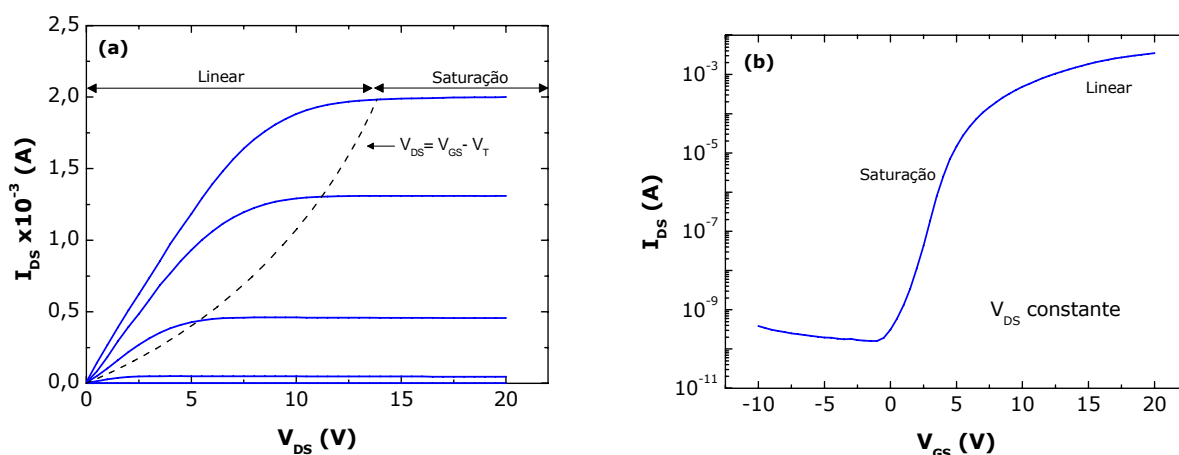 (a)
Linear
Saturação
V_DS= V_GS- V_T
2,5
2,0
1,5
1,0
0,5
0,0
I_DS x10^-3 (A)
0
5
10
15
20
V_DS (V)
(b)
Linear
Saturação
V_DS constante
10^-3
10^-5
10^-7
10^-9
10^-11
I_DS (A)
-10
-5
0
5
10
15
20
V_GS (V)